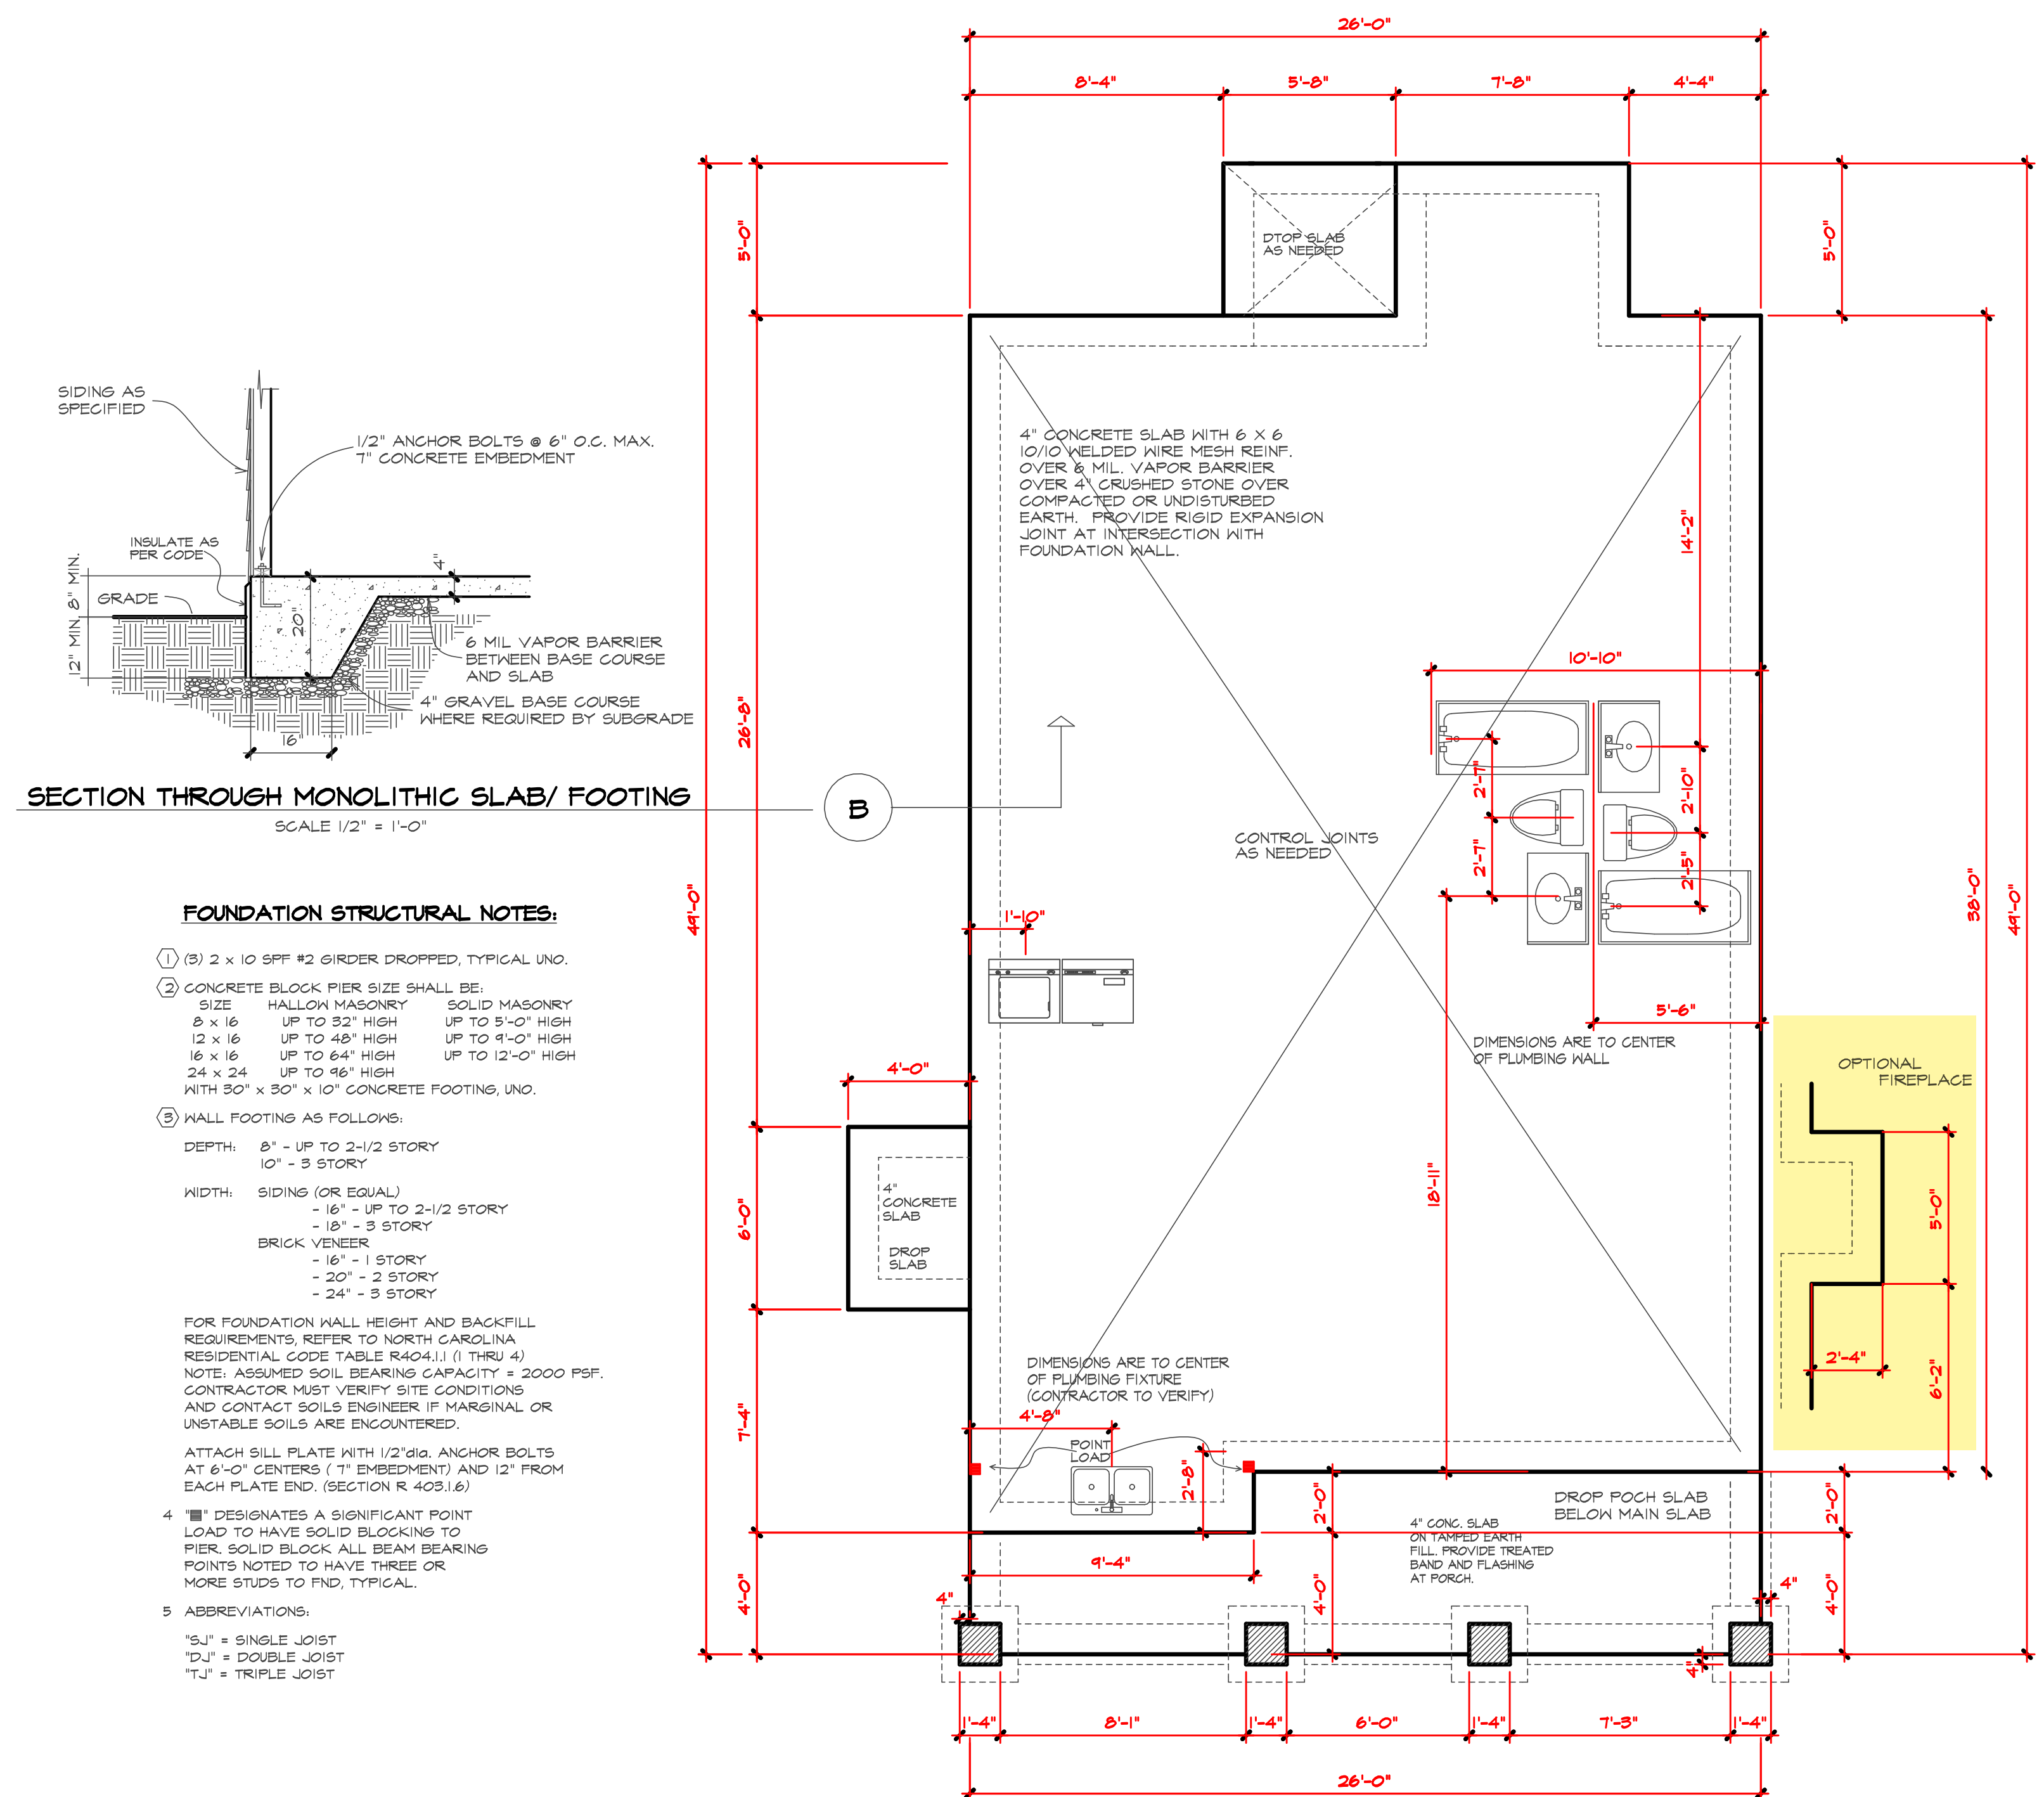 26'-0"
8'-4"
5'-8"
7'-8"
4'-4"
5'-0"
5'-0"
DTOP SLAB
AS NEEDED
SIDING AS
SPECIFIED
1/2" ANCHOR BOLTS @ 6" O.C. MAX.
7" CONCRETE EMBEDMENT
INSULATE AS
PER CODE
GRADE
12" MIN. 8" MIN.
20"
4"
6 MIL VAPOR BARRIER
BETWEEN BASE COURSE
AND SLAB
4" GRAVEL BASE COURSE
WHERE REQUIRED BY SUBGRADE
16"
SECTION THROUGH MONOLITHIC SLAB/ FOOTING
SCALE 1/2" = 1'-0"
B
FOUNDATION STRUCTURAL NOTES:
1 (3) 2 x 10 SPF #2 GIRDER DROPPED, TYPICAL UNO.
2 CONCRETE BLOCK PIER SIZE SHALL BE:
SIZE HALLOW MASONRY SOLID MASONRY
8 x 16 UP TO 32" HIGH UP TO 5'-0" HIGH
12 x 16 UP TO 48" HIGH UP TO 9'-0" HIGH
16 x 16 UP TO 64" HIGH UP TO 12'-0" HIGH
24 x 24 UP TO 96" HIGH
WITH 30" x 30" x 10" CONCRETE FOOTING, UNO.
3 WALL FOOTING AS FOLLOWS:
DEPTH: 8" - UP TO 2-1/2 STORY
10" - 3 STORY
WIDTH: SIDING (OR EQUAL)
- 16" - UP TO 2-1/2 STORY
- 18" - 3 STORY
BRICK VENEER
- 16" - 1 STORY
- 20" - 2 STORY
- 24" - 3 STORY
FOR FOUNDATION WALL HEIGHT AND BACKFILL
REQUIREMENTS, REFER TO NORTH CAROLINA
RESIDENTIAL CODE TABLE R404.1.1 (1 THRU 4)
NOTE: ASSUMED SOIL BEARING CAPACITY = 2000 PSF.
CONTRACTOR MUST VERIFY SITE CONDITIONS
AND CONTACT SOILS ENGINEER IF MARGINAL OR
UNSTABLE SOILS ARE ENCOUNTERED.
ATTACH SILL PLATE WITH 1/2"dia. ANCHOR BOLTS
AT 6'-0" CENTERS ( 7" EMBEDMENT) AND 12" FROM
EACH PLATE END. (SECTION R 403.1.6)
4 "▤" DESIGNATES A SIGNIFICANT POINT
LOAD TO HAVE SOLID BLOCKING TO
PIER. SOLID BLOCK ALL BEAM BEARING
POINTS NOTED TO HAVE THREE OR
MORE STUDS TO FND, TYPICAL.
5 ABBREVIATIONS:
"SJ" = SINGLE JOIST
"DJ" = DOUBLE JOIST
"TJ" = TRIPLE JOIST
49'-0"
26'-8"
6'-0"
7'-4"
4'-0"
4" CONCRETE SLAB WITH 6 X 6
10/10 WELDED WIRE MESH REINF.
OVER 6 MIL. VAPOR BARRIER
OVER 4" CRUSHED STONE OVER
COMPACTED OR UNDISTURBED
EARTH. PROVIDE RIGID EXPANSION
JOINT AT INTERSECTION WITH
FOUNDATION WALL.
14'-2"
10'-10"
2'-7"
2'-10"
CONTROL JOINTS
AS NEEDED
2'-7"
2'-5"
38'-0"
49'-0"
1'-10"
5'-6"
DIMENSIONS ARE TO CENTER
OF PLUMBING WALL
4'-0"
18'-11"
4"
CONCRETE
SLAB
DROP
SLAB
OPTIONAL
FIREPLACE
5'-0"
2'-4"
6'-2"
DIMENSIONS ARE TO CENTER
OF PLUMBING FIXTURE
(CONTRACTOR TO VERIFY)
4'-8"
POINT
LOAD
2'-8"
2'-0"
DROP POCH SLAB
BELOW MAIN SLAB
4" CONC. SLAB
ON TAMPED EARTH
FILL. PROVIDE TREATED
BAND AND FLASHING
AT PORCH.
2'-0"
9'-4"
4"
4'-0"
4"
4'-0"
4"
1'-4"
8'-1"
1'-4"
6'-0"
1'-4"
7'-3"
1'-4"
26'-0"